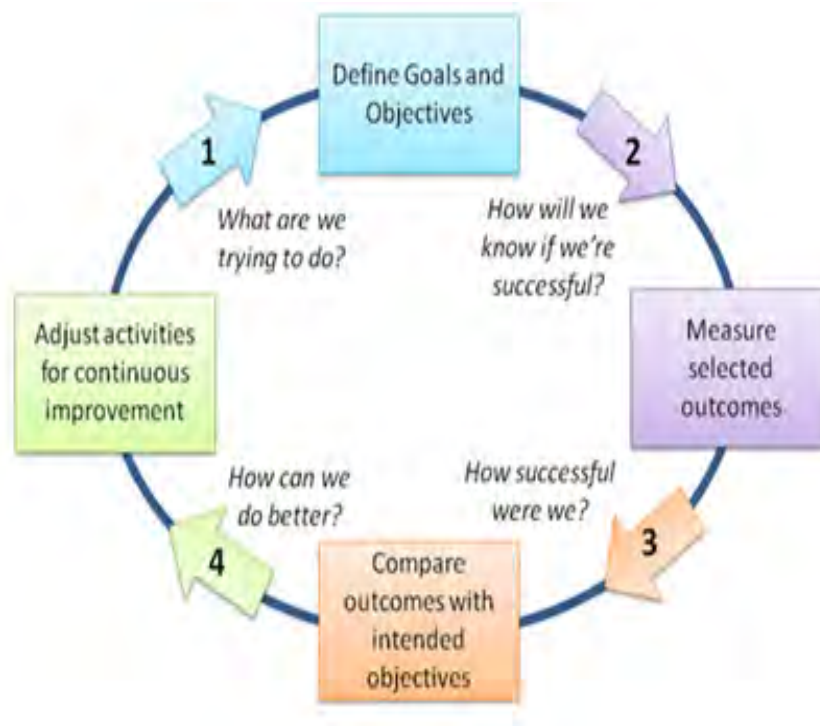 1
Define Goals and
Objectives
2
What are we
trying to do?
How will we
know if we're
successful?
Adjust activities
for continuous
improvement
Measure
selected
outcomes
How can we
do better?
How successful
were we?
4
Compare
outcomes with
intended
objectives
3